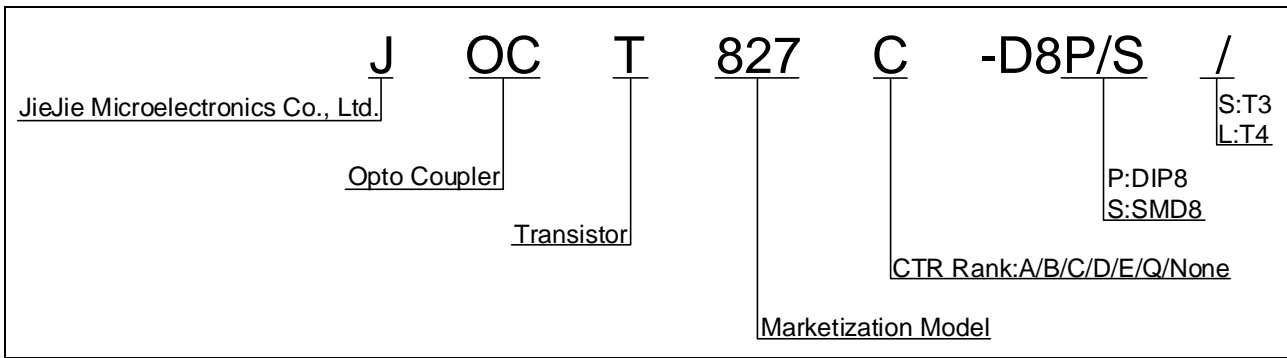 J OC T 827 C -D8P/S /
JieJie Microelectronics Co., Ltd.
S:T3
L:T4
Opto Coupler
P:DIP8
S:SMD8
Transistor
CTR Rank:A/B/C/D/E/Q/None
Marketization Model